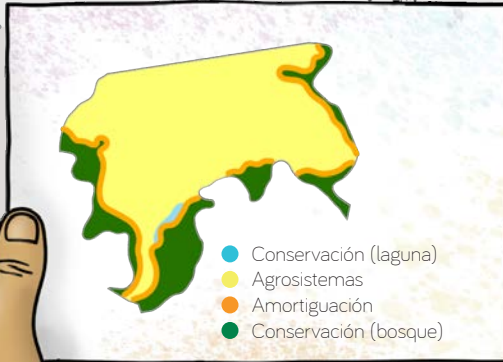 Conservación (laguna)
Agrosistemas
Amortiguación
Conservación (bosque)